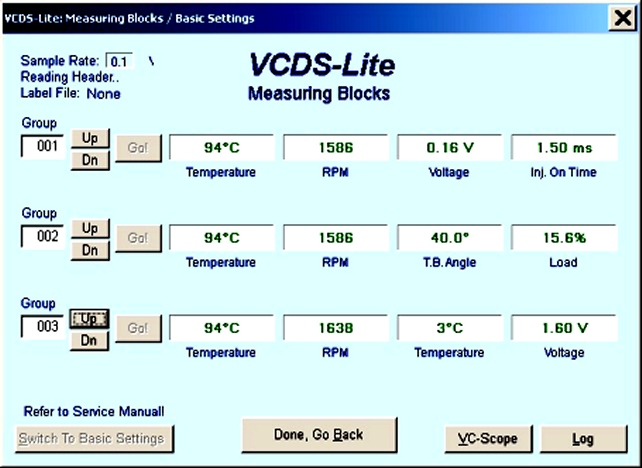 VCDS-Lite: Measuring Blocks / Basic Settings
Sample Rate: 0.1 \
Reading Header..
Label File: None
VCDS-Lite
Measuring Blocks
Group
001 Up Dn Go! 94°C 1586 0.16 V 1.50 ms
Temperature RPM Voltage Inj. On Time
Group
002 Up Dn Go! 94°C 1586 40.0° 15.6%
Temperature RPM T.B. Angle Load
Group
003 Up Dn Go! 94°C 1638 3°C 1.60 V
Temperature RPM Temperature Voltage
Refer to Service Manuall
Switch To Basic Settings Done, Go Back VC-Scope Log